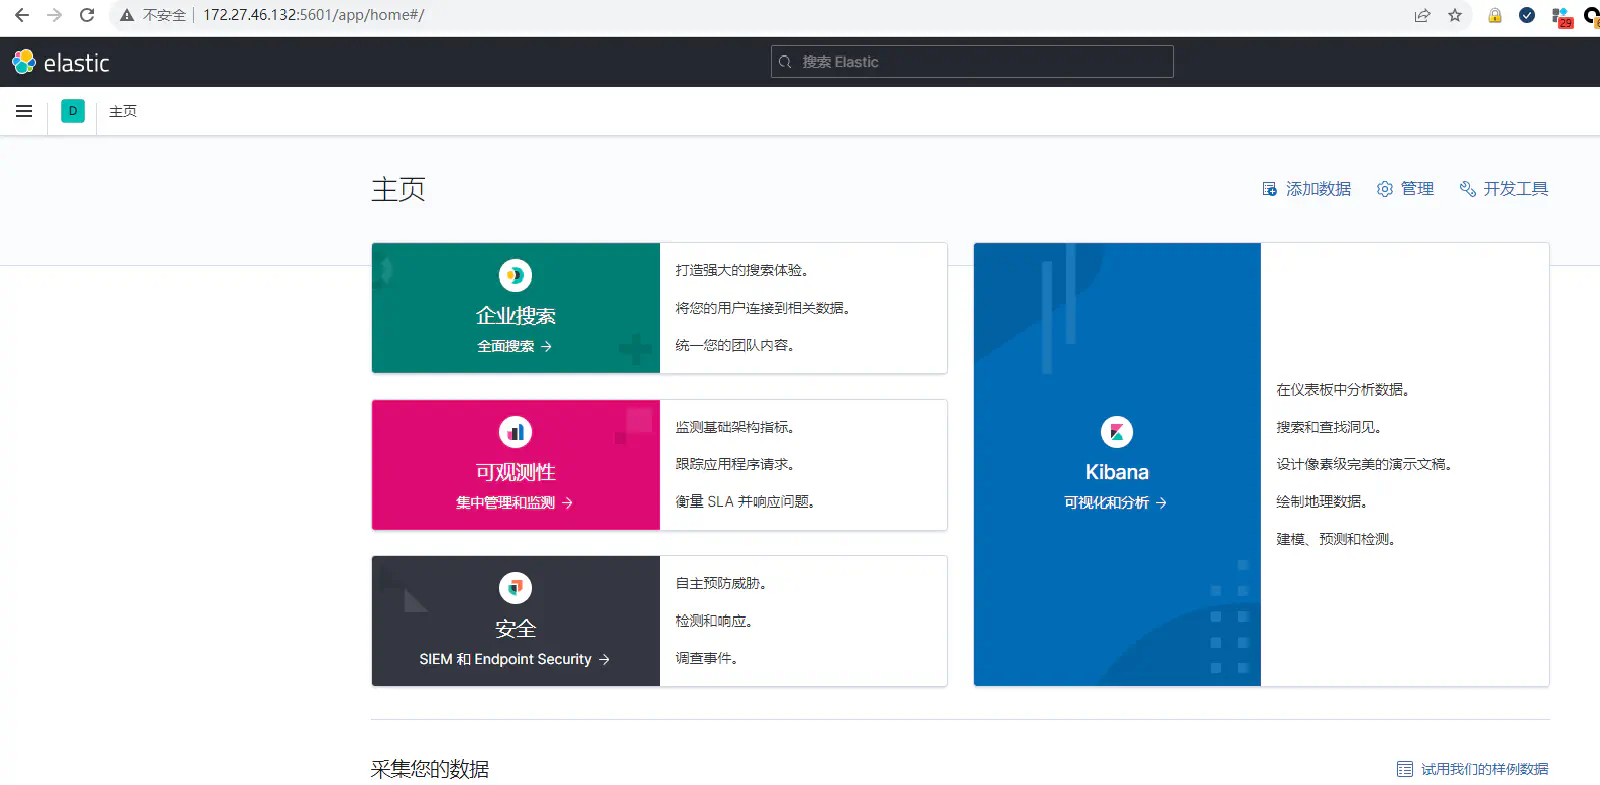 不安全 172.27.46.132:5601/app/home#/
29
elastic
搜索 Elastic
D 主页
主页
添加数据 管理 开发工具
企业搜索
全面搜索
打造强大的搜索体验。
将您的用户连接到相关数据。
统一您的团队内容。
可观测性
集中管理和监测
监测基础架构指标。
跟踪应用程序请求。
衡量 SLA 并响应问题。
安全
SIEM 和 Endpoint Security
自主预防威胁。
检测和响应。
调查事件。
Kibana
可视化和分析
在仪表板中分析数据。
搜索和查找洞见。
设计像素级完美的演示文稿。
绘制地理数据。
建模、预测和检测。
采集您的数据
试用我们的样例数据